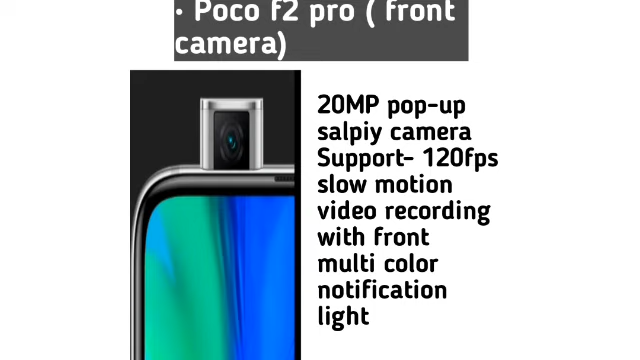 • Poco f2 pro ( front
camera)
20MP pop-up
salpiy camera
Support- 120fps
slow motion
video recording
with front
multi color
notification
light